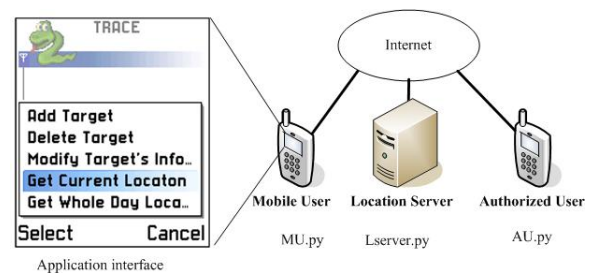 TRACE
Add Target
Delete Target
Modify Target's Info…
Get Current Locaton
Get Whole Day Loca…
Select Cancel
Application interface
Internet
Mobile User Location Server Authorized User
MU.py Lserver.py AU.py